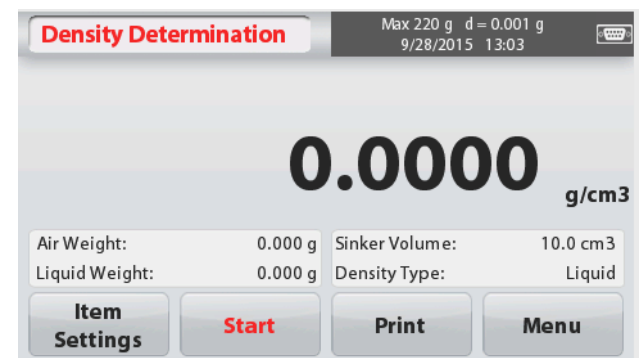 Density Determination
Max 220 g d = 0.001 g
9/28/2015 13:03
0.0000
g/cm3
Air Weight: 0.000 g Sinker Volume: 10.0 cm3
Liquid Weight: 0.000 g Density Type: Liquid
Item
Settings
Start
Print
Menu